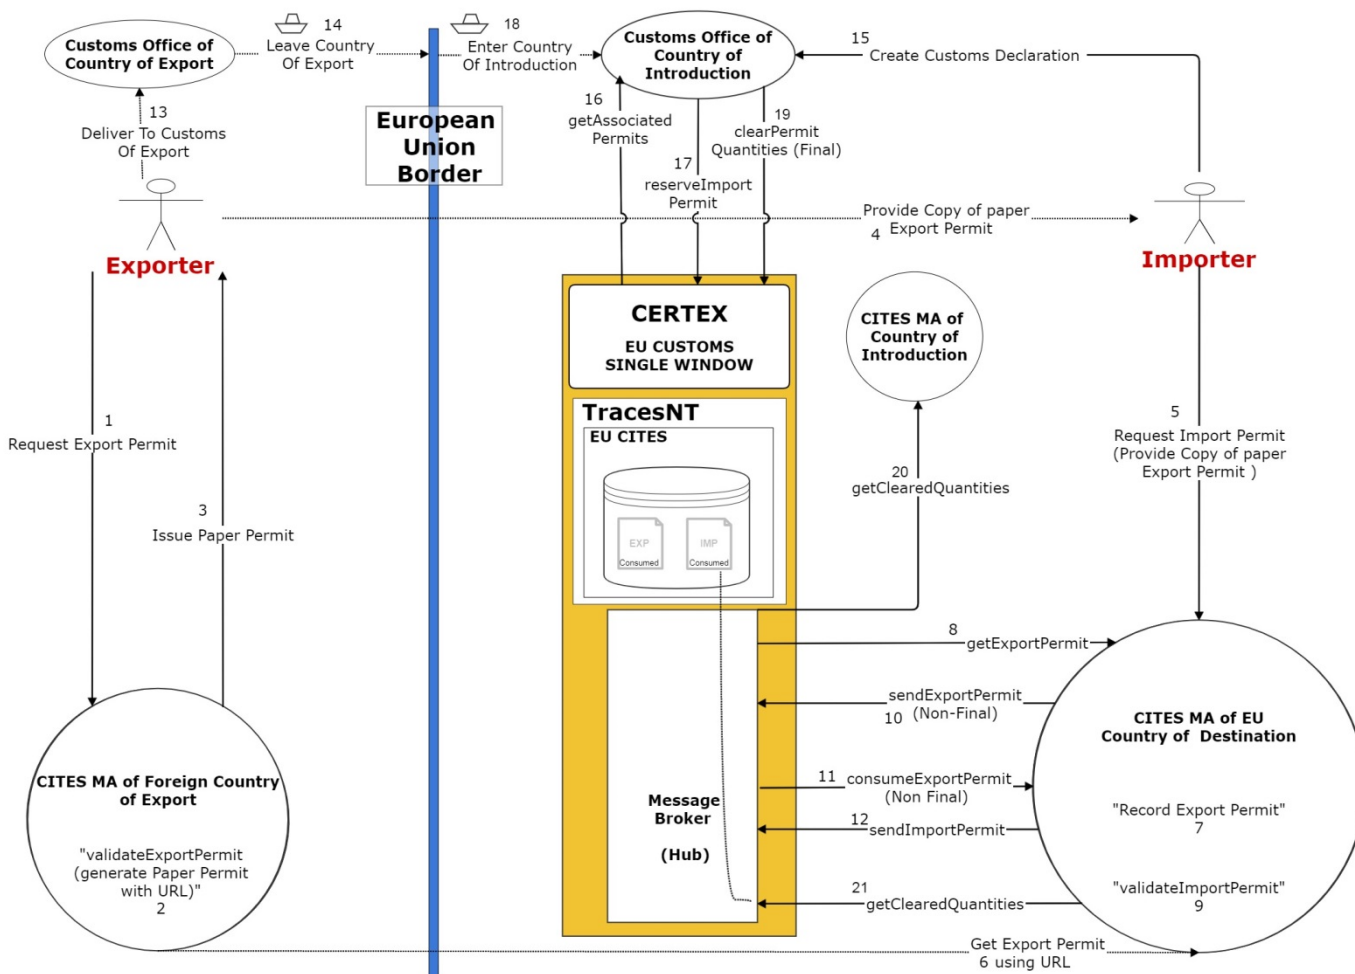 14
Leave Country
Of Export
18
Enter Country
Of Introduction
Customs Office of
Country of Export
Customs Office of
Country of
Introduction
15
Create Customs Declaration
13
Deliver To Customs
Of Export
European
Union
Border
16
getAssociated
Permits
19
clearPermit
Quantities (Final)
17
reserveImport
Permit
Provide Copy of paper
4 Export Permit
Exporter
Importer
CERTEX
EU CUSTOMS
SINGLE WINDOW
CITES MA of
Country of
Introduction
TracesNT
EU CITES
EXP
Consumed
IMP
Consumed
1
Request Export Permit
3
Issue Paper Permit
5
Request Import Permit
(Provide Copy of paper
Export Permit )
20
getClearedQuantities
8
getExportPermit
sendExportPermit
10 (Non-Final)
11 consumeExportPermit
(Non Final)
12
sendImportPermit
21
getClearedQuantities
Message
Broker
(Hub)
CITES MA of EU
Country of Destination
"Record Export Permit"
7
"validateImportPermit"
9
CITES MA of Foreign Country
of Export
"validateExportPermit
(generate Paper Permit
with URL)"
2
Get Export Permit
6 using URL